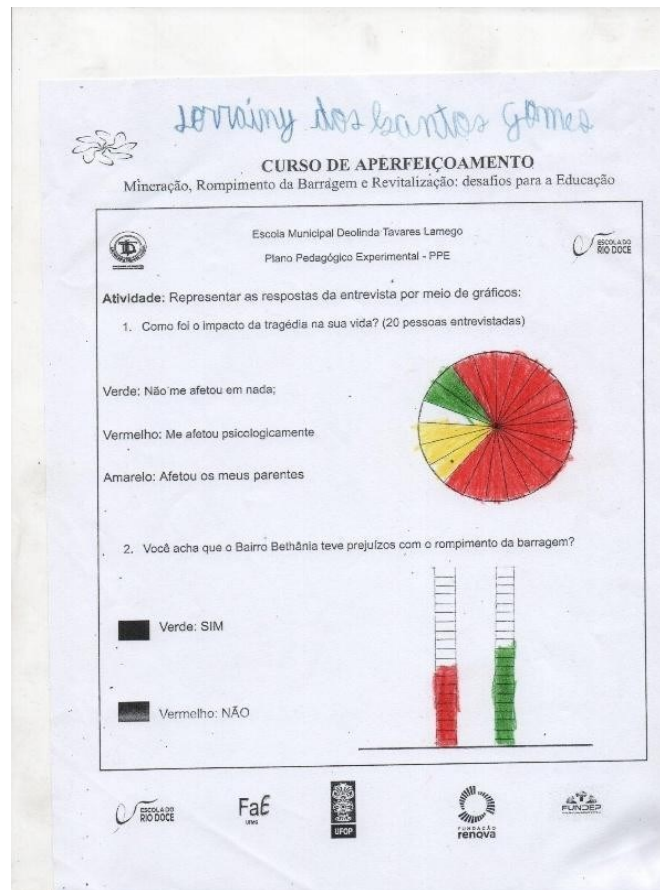 Lorrainy dos Santos Gomes
CURSO DE APERFEIÇOAMENTO
Mineração, Rompimento da Barragem e Revitalização: desafios para a Educação
Escola Municipal Deolinda Tavares Lamego
Plano Pedagógico Experimental - PPE
ESCOLA DO
RIO DOCE
Atividade: Representar as respostas da entrevista por meio de gráficos:
1. Como foi o impacto da tragédia na sua vida? (20 pessoas entrevistadas)
Verde: Não me afetou em nada;
Vermelho: Me afetou psicologicamente
Amarelo: Afetou os meus parentes
2. Você acha que o Bairro Bethânia teve prejuízos com o rompimento da barragem?
Verde: SIM
Vermelho: NÃO
ESCOLA DO
RIO DOCE
FaE
UFMG
UFOP
FUNDAÇÃO
renova
FUNDEP